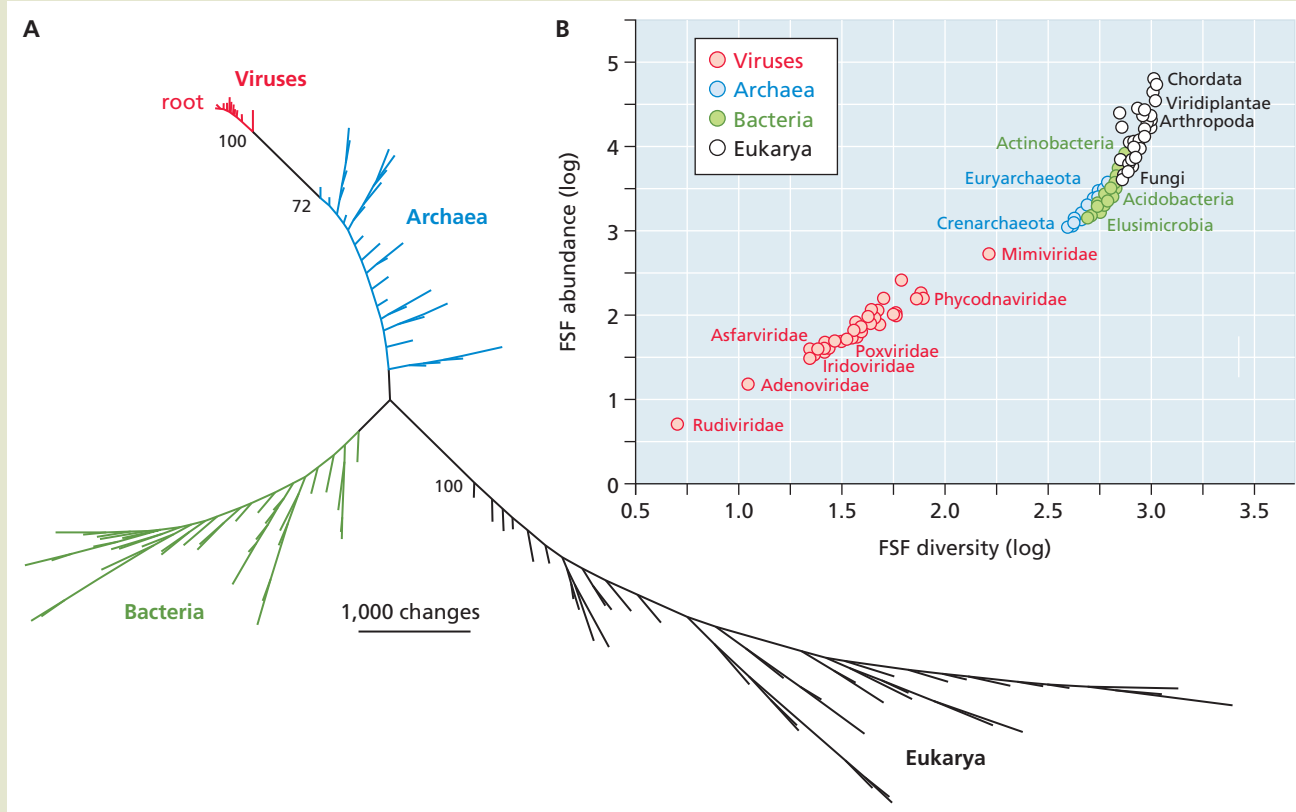 A
Viruses
root
100
72
Archaea
100
Bacteria
1,000 changes
Eukarya
B
Viruses
Archaea
Bacteria
Eukarya
FSF abundance (log)
5
4
3
2
1
0
Chordata
Viridiplantae
Arthropoda
Actinobacteria
Euryarchaeota
Fungi
Acidobacteria
Crenarchaeota
Elusimicrobia
Mimiviridae
Phycodnaviridae
Asfarviridae
Poxviridae
Iridoviridae
Adenoviridae
Rudiviridae
0.5 1.0 1.5 2.0 2.5 3.0 3.5
FSF diversity (log)